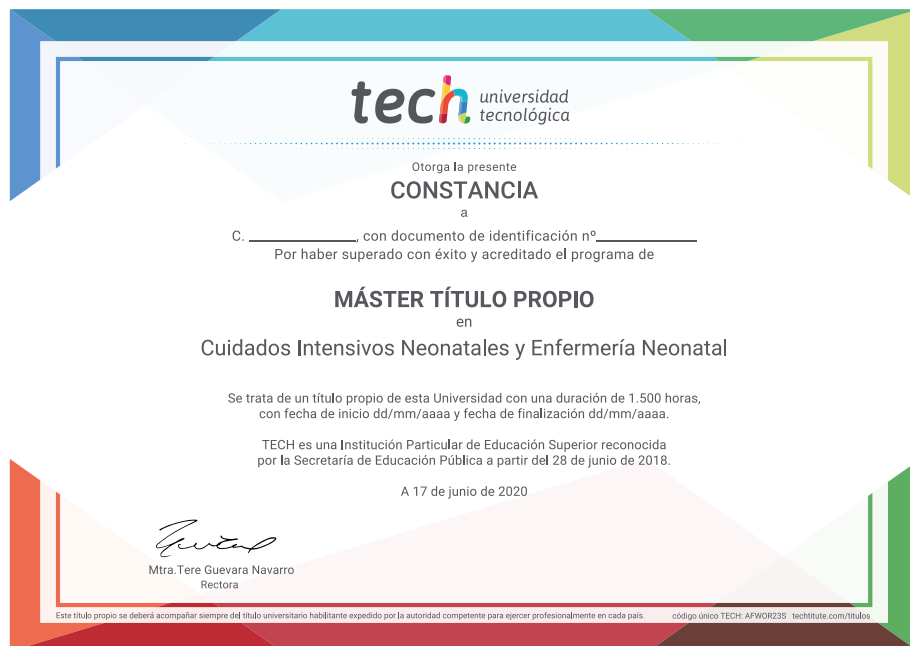 tech universidad
tecnológica
Otorga la presente
CONSTANCIA
a
C. ____________, con documento de identificación nº____________
Por haber superado con éxito y acreditado el programa de
MÁSTER TÍTULO PROPIO
en
Cuidados Intensivos Neonatales y Enfermería Neonatal
Se trata de un título propio de esta Universidad con una duración de 1.500 horas,
con fecha de inicio dd/mm/aaaa y fecha de finalización dd/mm/aaaa.
TECH es una Institución Particular de Educación Superior reconocida
por la Secretaría de Educación Pública a partir del 28 de junio de 2018.
A 17 de junio de 2020
Mtra.Tere Guevara Navarro
Rectora
Este título propio se deberá acompañar siempre del título universitario habilitante expedido por la autoridad competente para ejercer profesionalmente en cada país. código único TECH: AFWOR23S techtitute.com/titulos